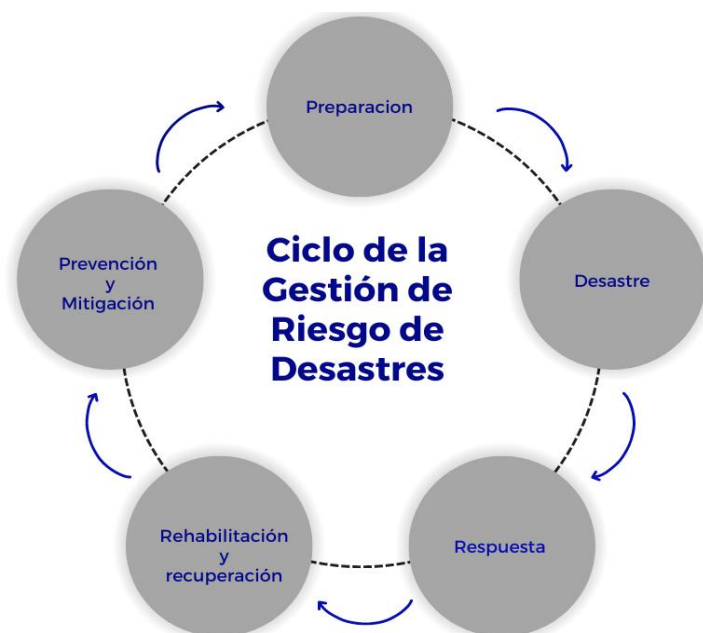 Preparacion
Desastre
Respuesta
Rehabilitación
y
recuperación
Prevención
y
Mitigación
Ciclo de la
Gestión de
Riesgo de
Desastres